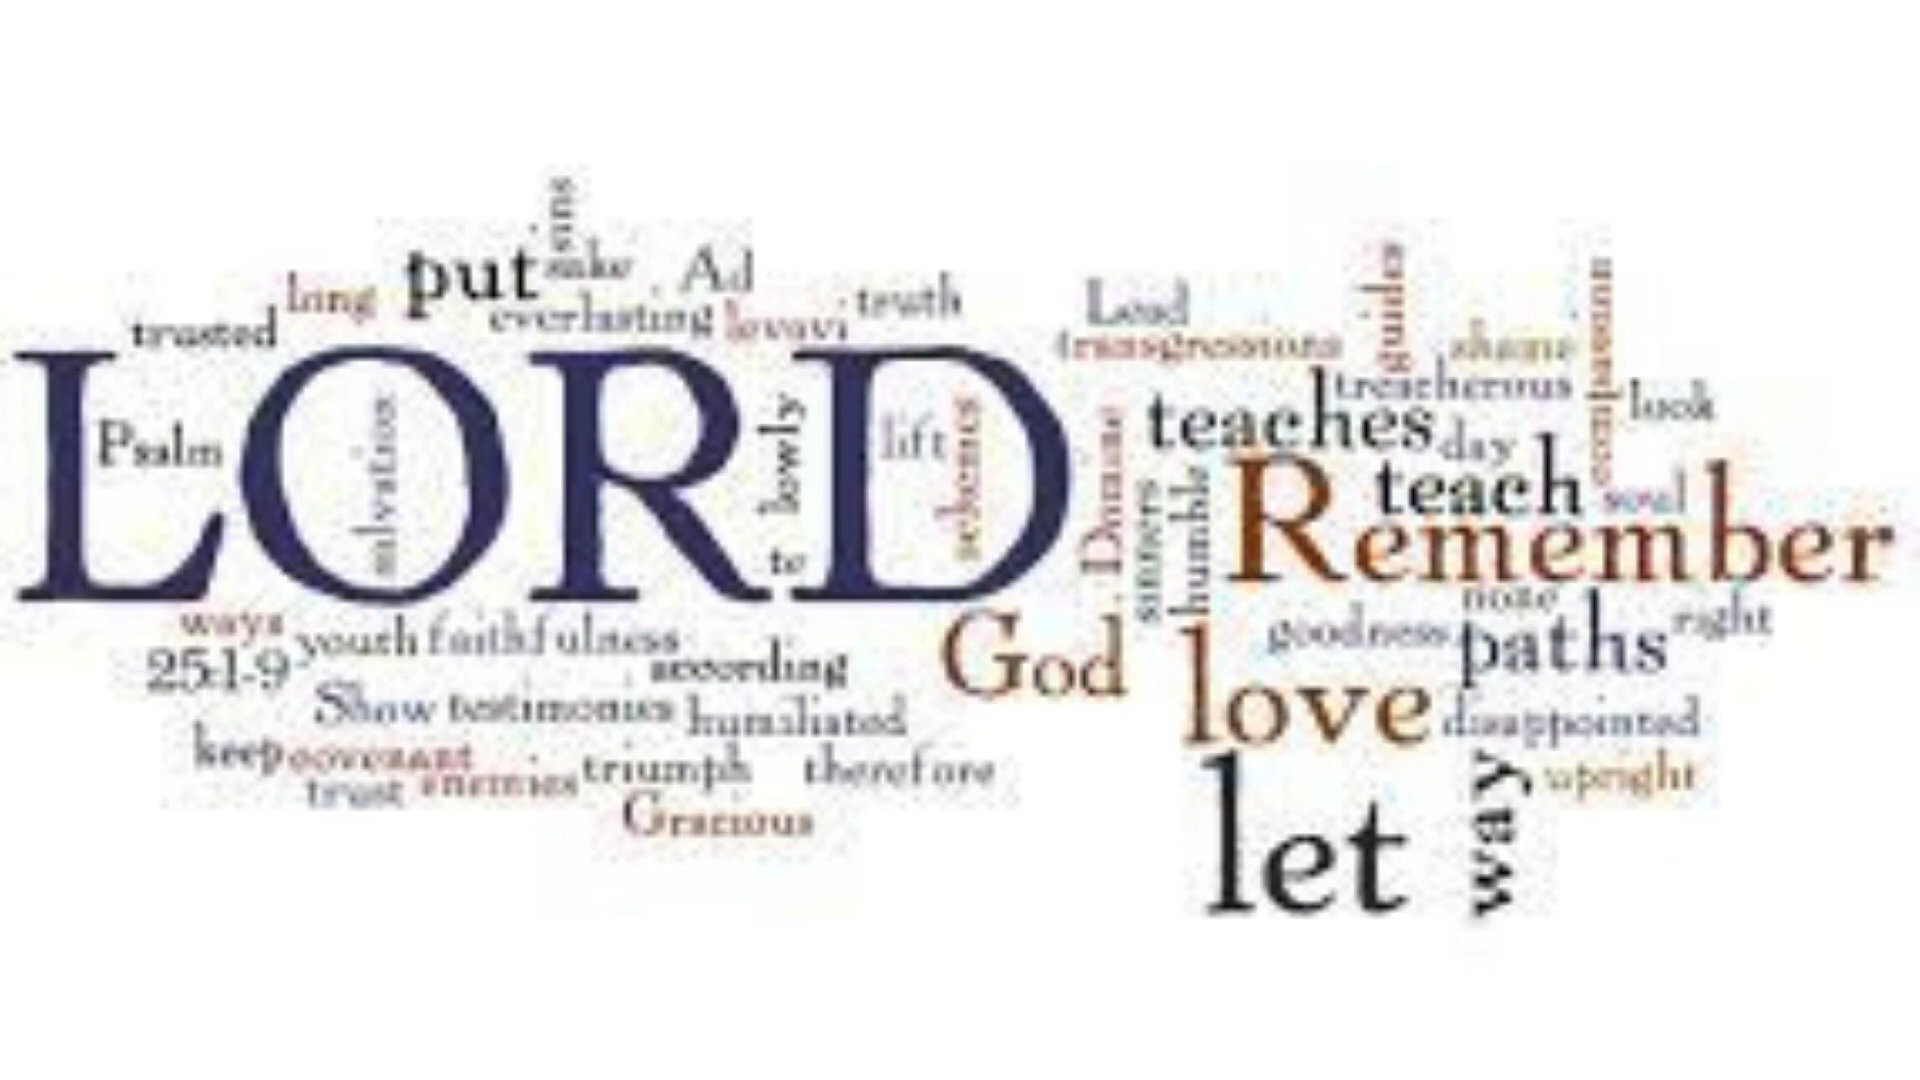 sins
put sake Ad
long everlasting levavi truth
trusted
LORD
Psalm salvation lowly lift schemes
to
ways youth faithfulness
25:1-9 according
Show testimonies humiliated
keep covenant triumph therefore
trust enemies
Gracious
God
Lead guides compassion
transgressions shame
treacherous look
teaches day
Domine sinners humble teach soul
Remember
none
goodness paths right
love disappointed
let way upright